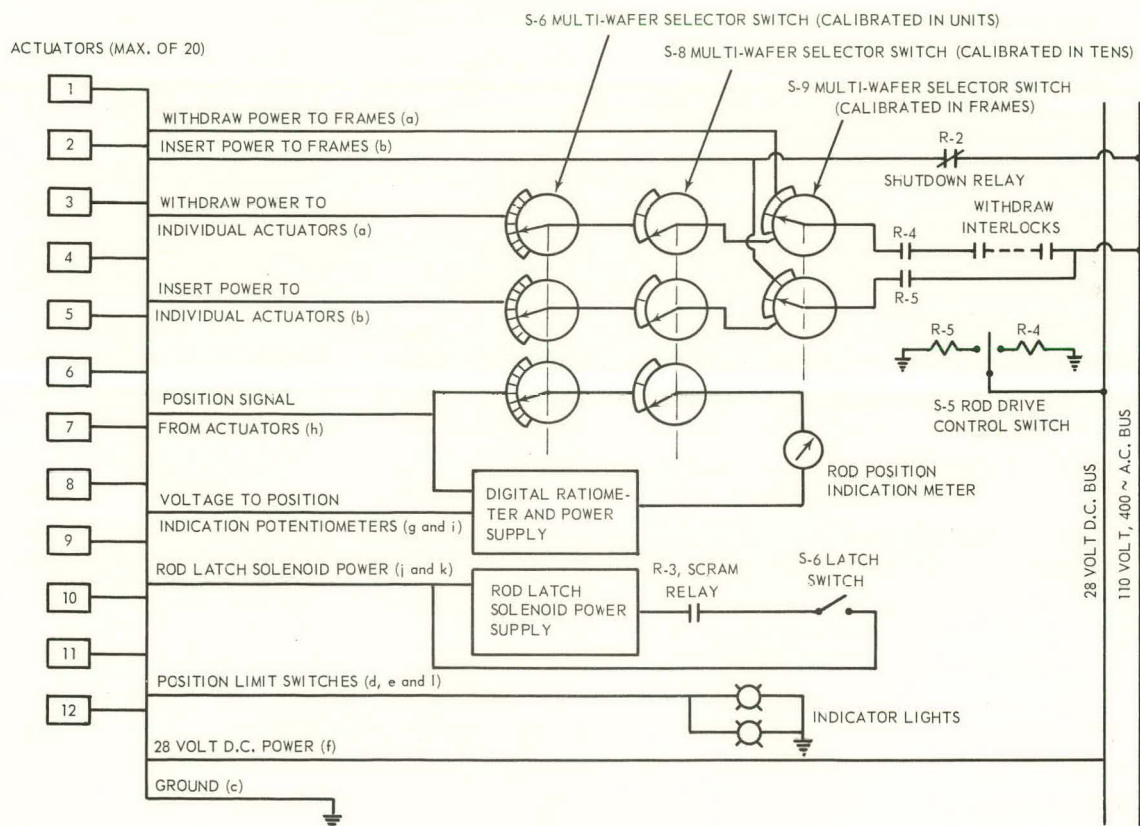 S-6 MULTI-WAFER SELECTOR SWITCH (CALIBRATED IN UNITS)
ACTUATORS (MAX. OF 20)
S-8 MULTI-WAFER SELECTOR SWITCH (CALIBRATED IN TENS)
S-9 MULTI-WAFER SELECTOR SWITCH
(CALIBRATED IN FRAMES)
1
2
3
4
5
6
7
8
9
10
11
12
WITHDRAW POWER TO FRAMES (a)
INSERT POWER TO FRAMES (b)
R-2
SHUTDOWN RELAY
WITHDRAW POWER TO
INDIVIDUAL ACTUATORS (a)
WITHDRAW
INTERLOCKS
R-4
R-5
INSERT POWER TO
INDIVIDUAL ACTUATORS (b)
R-5
R-4
S-5 ROD DRIVE
CONTROL SWITCH
POSITION SIGNAL
FROM ACTUATORS (h)
ROD POSITION
INDICATION METER
VOLTAGE TO POSITION
INDICATION POTENTIOMETERS (g and i)
DIGITAL RATIOME-
TER AND POWER
SUPPLY
28 VOLT D.C. BUS
110 VOLT, 400 ~ A.C. BUS
ROD LATCH SOLENOID POWER (j and k)
ROD LATCH
SOLENOID POWER
SUPPLY
R-3, SCRAM
RELAY
S-6 LATCH
SWITCH
POSITION LIMIT SWITCHES (d, e and l)
INDICATOR LIGHTS
28 VOLT D.C. POWER (f)
GROUND (c)